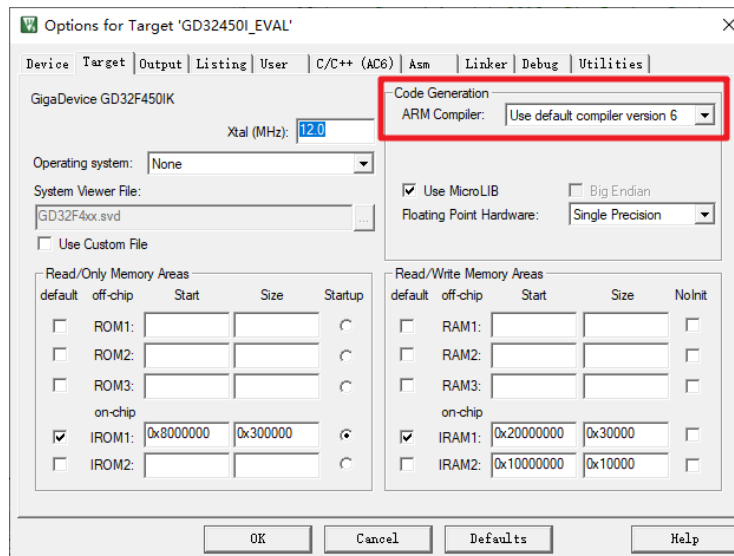 Options for Target 'GD32450I_EVAL'
Device Target Output Listing User C/C++ (AC6) Asm Linker Debug Utilities
GigaDevice GD32F450IK
Xtal (MHz): 12.0
Operating system: None
System Viewer File:
GD32F4xx.svd ...
Use Custom File
Code Generation
ARM Compiler: Use default compiler version 6
Use MicroLIB Big Endian
Floating Point Hardware: Single Precision
Read/Only Memory Areas
default off-chip Start Size Startup
ROM1:
ROM2:
ROM3:
on-chip
IROM1: 0x8000000 0x300000
IROM2:
Read/Write Memory Areas
default off-chip Start Size NoInit
RAM1:
RAM2:
RAM3:
on-chip
IRAM1: 0x20000000 0x30000
IRAM2: 0x10000000 0x10000
OK Cancel Defaults Help